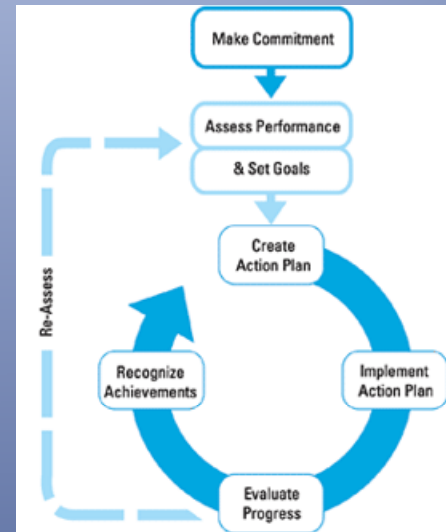 Make Commitment
Assess Performance
& Set Goals
Create
Action Plan
Re-Assess
Recognize
Achievements
Implement
Action Plan
Evaluate
Progress